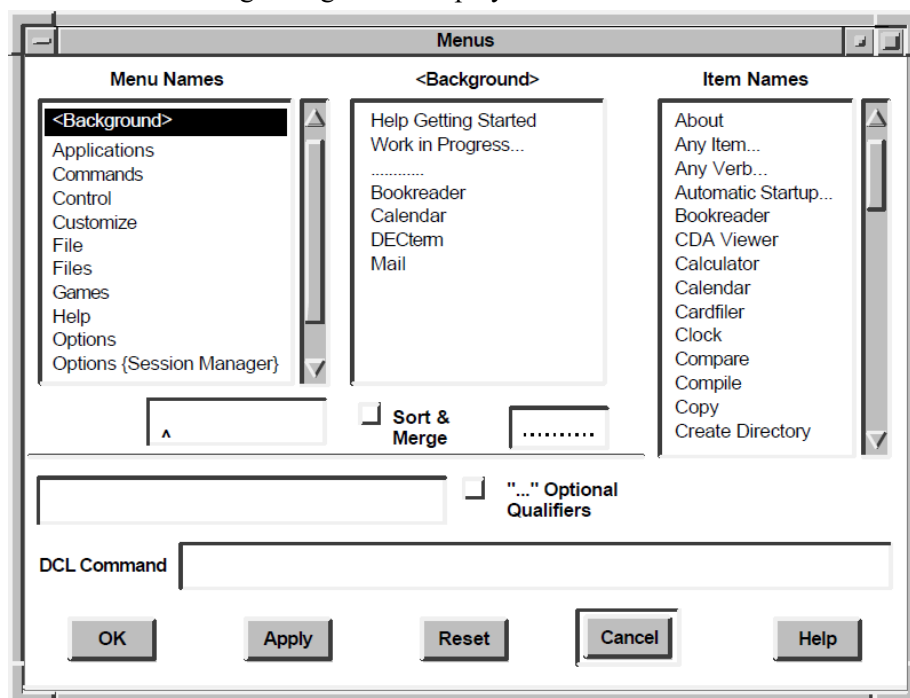 Menus
Menu Names
<Background>
Applications
Commands
Control
Customize
File
Files
Games
Help
Options
Options {Session Manager}
<Background>
Help Getting Started
Work in Progress...
............
Bookreader
Calendar
DECterm
Mail
Item Names
About
Any Item...
Any Verb...
Automatic Startup...
Bookreader
CDA Viewer
Calculator
Calendar
Cardfiler
Clock
Compare
Compile
Copy
Create Directory
^
Sort &
Merge
..........
"..." Optional
Qualifiers
DCL Command
OK
Apply
Reset
Cancel
Help